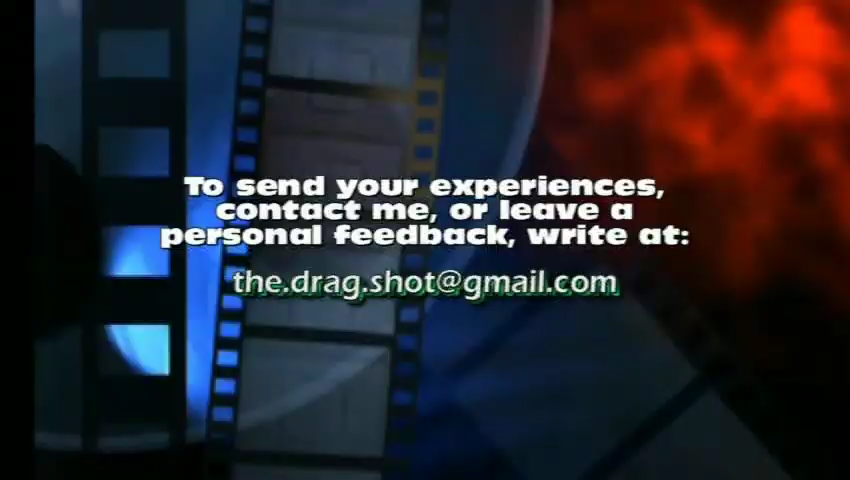 To send your experiences,
contact me, or leave a
personal feedback, write at:
the.drag.shot@gmail.com